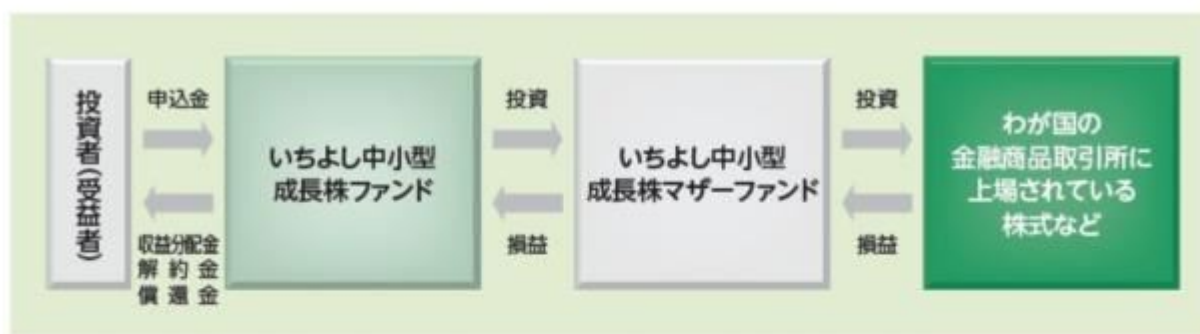 投資者(受益者)
申込金
収益分配金
解約金
償還金
いちよし中小型
成長株ファンド
投資
損益
いちよし中小型
成長株マザーファンド
投資
損益
わが国の
金融商品取引所に
上場されている
株式など